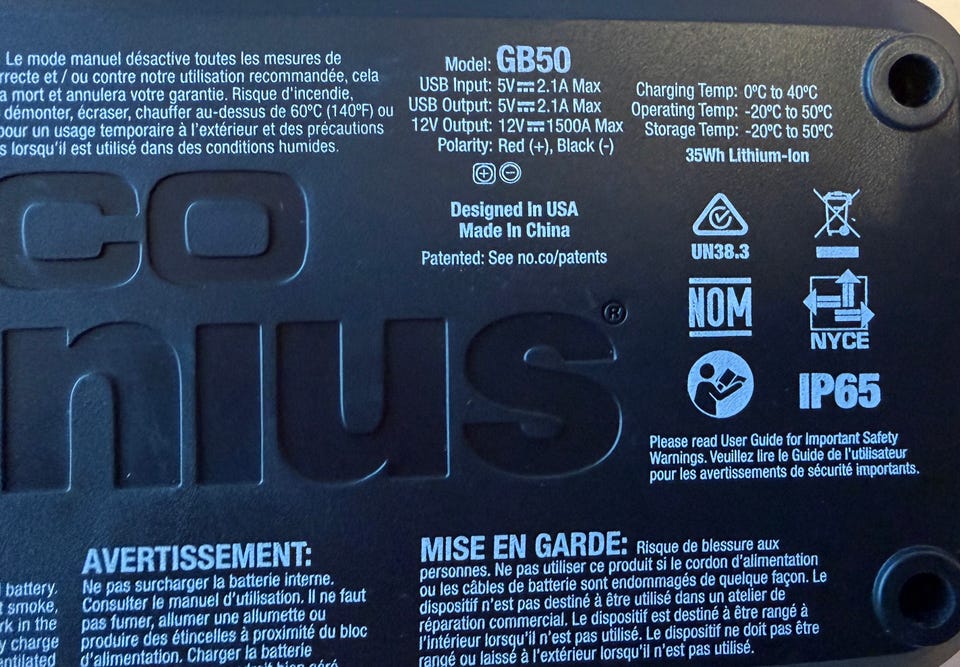 Le mode manuel désactive toutes les mesures de
rrecte et / ou contre notre utilisation recommandée, cela
a mort et annulera votre garantie. Risque d'incendie,
démonter, écraser, chauffer au-dessus de 60ºC (140ºF) ou
pour un usage temporaire à l'extérieur et des précautions
s lorsqu'il est utilisé dans des conditions humides.
Model: GB50
USB Input: 5V⎓2.1A Max
USB Output: 5V⎓2.1A Max
12V Output: 12V⎓1500A Max
Polarity: Red (+), Black (-)
Charging Temp: 0ºC to 40ºC
Operating Temp: -20ºC to 50ºC
Storage Temp: -20ºC to 50ºC
35Wh Lithium-Ion
Designed In USA
Made In China
Patented: See no.co/patents
UN38.3
NOM
NYCE
IP65
co
nius®
Please read User Guide for Important Safety
Warnings. Veuillez lire le Guide de l'utilisateur
pour les avertissements de sécurité importants.
battery.
t smoke,
rk in the
y charge
entilated
AVERTISSEMENT:
Ne pas surcharger la batterie interne.
Consulter le manuel d'utilisation. Il ne faut
pas fumer, allumer une allumette ou
produire des étincelles à proximité du bloc
d'alimentation. Charger la batterie
MISE EN GARDE: Risque de blessure aux
personnes. Ne pas utiliser ce produit si le cordon d'alimentation
ou les câbles de batterie sont endommagés de quelque façon. Le
dispositif n'est pas destiné à être utilisé dans un atelier de
réparation commercial. Le dispositif est destiné à être rangé à
l'intérieur lorsqu'il n'est pas utilisé. Le dispositif ne doit pas être
rangé ou laissé à l'extérieur lorsqu'il n'est pas utilisé.